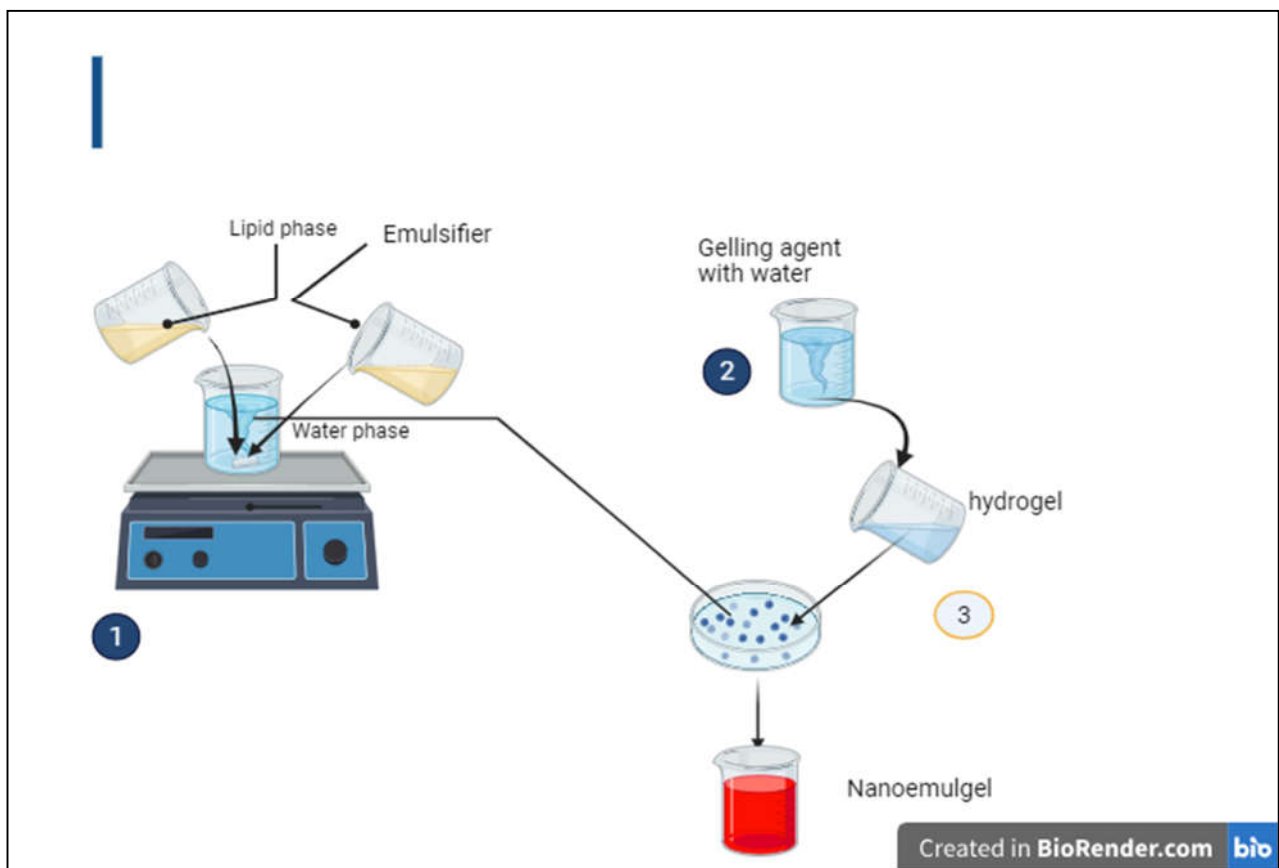 Lipid phase
Emulsifier
Gelling agent
with water
2
Water phase
hydrogel
3
1
Nanoemulgel
Created in BioRender.com bio